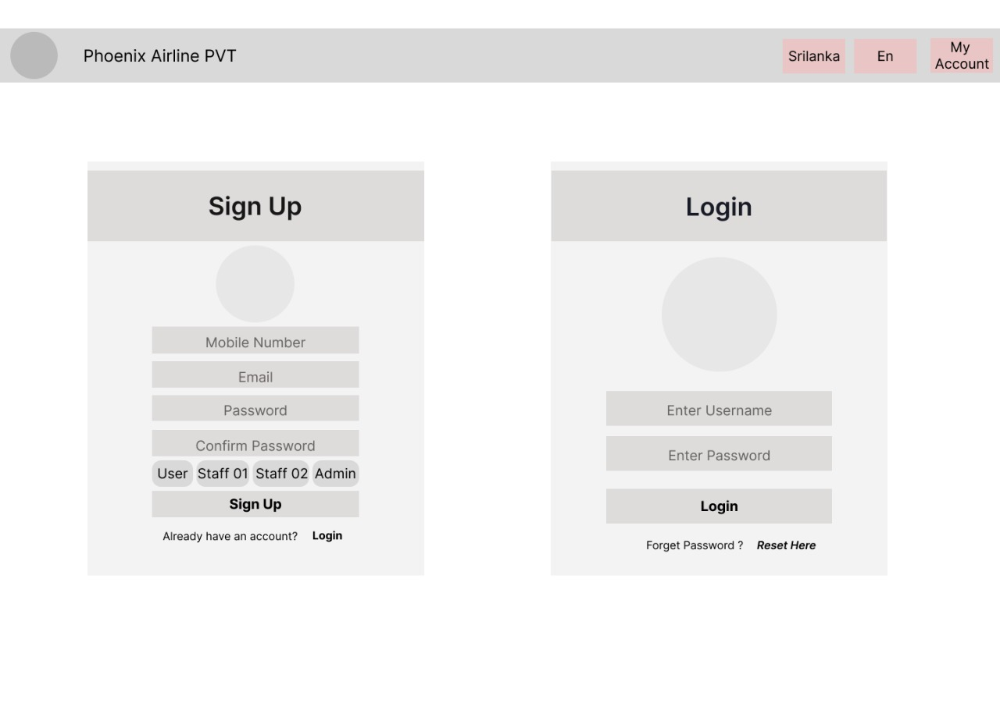 Phoenix Airline PVT
Srilanka
En
My
Account
Sign Up
Mobile Number
Email
Password
Confirm Password
User
Staff 01
Staff 02
Admin
Sign Up
Already have an account?
Login
Login
Enter Username
Enter Password
Login
Forget Password ?
Reset Here